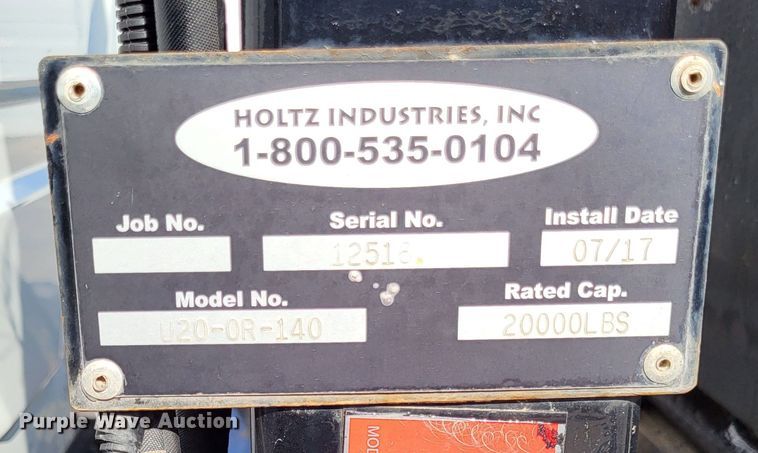 HOLTZ INDUSTRIES, INC
1-800-535-0104
Job No. Serial No. Install Date
07/17
Model No. Rated Cap.
U20-0R-140 20000LBS
Purple Wave Auction
MOD